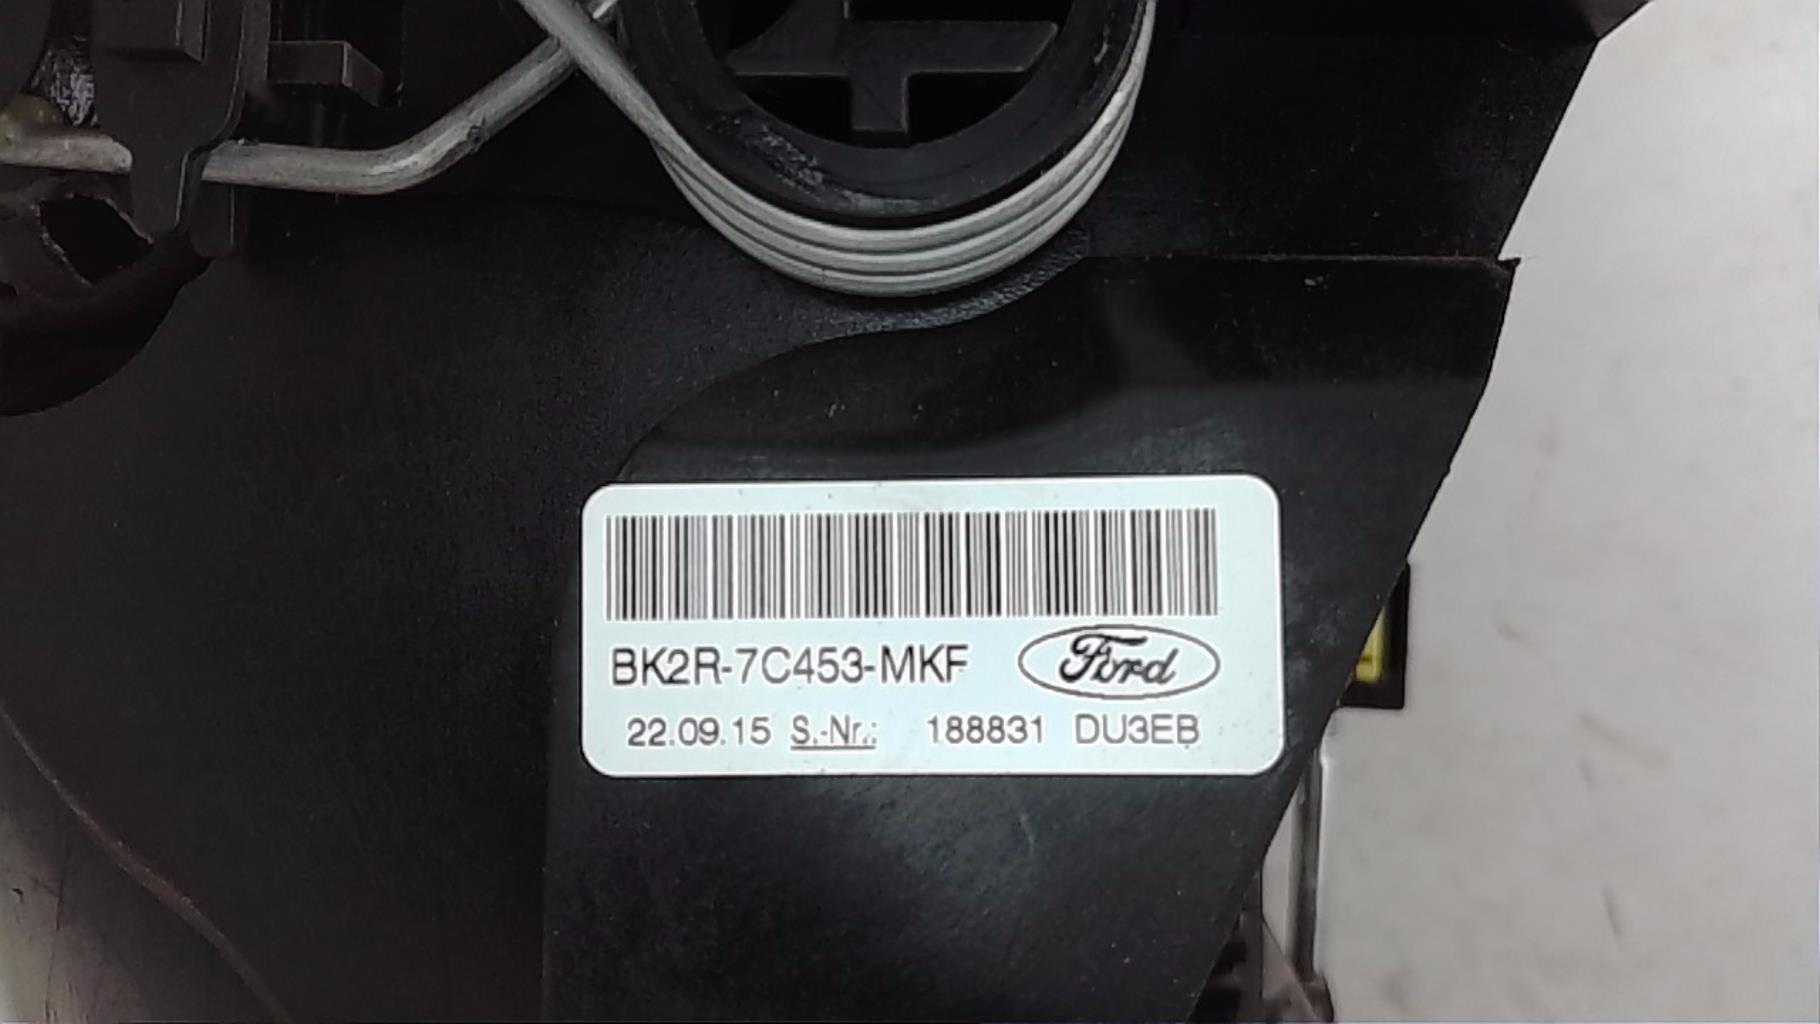 BK2R-7C453-MKF Ford
22.09.15 S.-Nr.: 188831 DU3EB